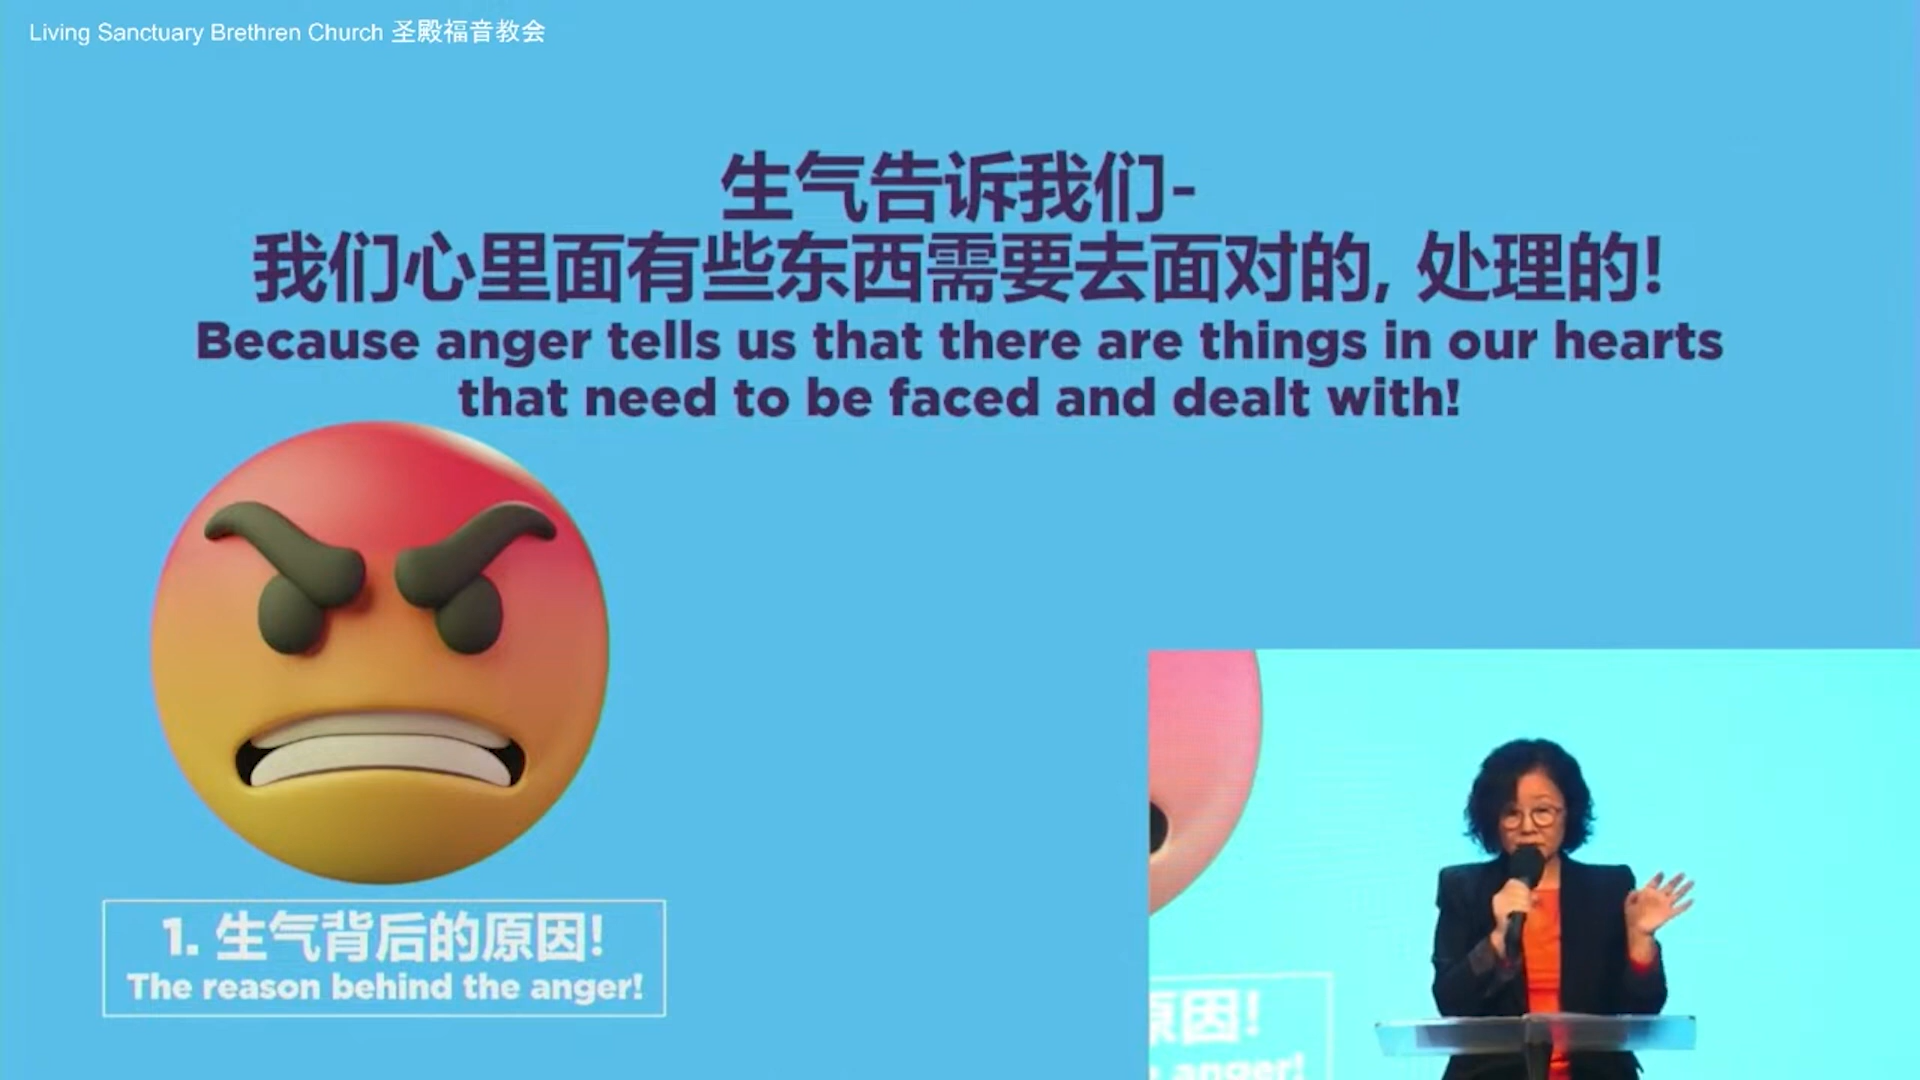 Living Sanctuary Brethren Church 圣殿福音教会
生气告诉我们-
我们心里面有些东西需要去面对的, 处理的!
Because anger tells us that there are things in our hearts
that need to be faced and dealt with!
1. 生气背后的原因!
The reason behind the anger!
原因!
anger!